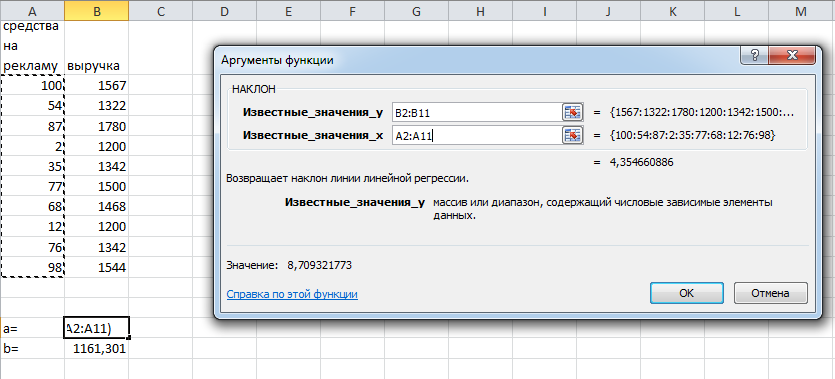 A B C D E F G H I J K L M
средства
на
рекламу выручка
100 1567
54 1322
87 1780
2 1200
35 1342
77 1500
68 1468
12 1200
76 1342
98 1544
a= A2:A11)
b= 1161,301
Аргументы функции
НАКЛОН
Известные_значения_y B2:B11 = {1567:1322:1780:1200:1342:1500:...
Известные_значения_x A2:A11 = {100:54:87:2:35:77:68:12:76:98}
= 4,354660886
Возвращает наклон линии линейной регрессии.
Известные_значения_y массив или диапазон, содержащий числовые зависимые элементы
данных.
Значение: 8,709321773
Справка по этой функции
ОК Отмена